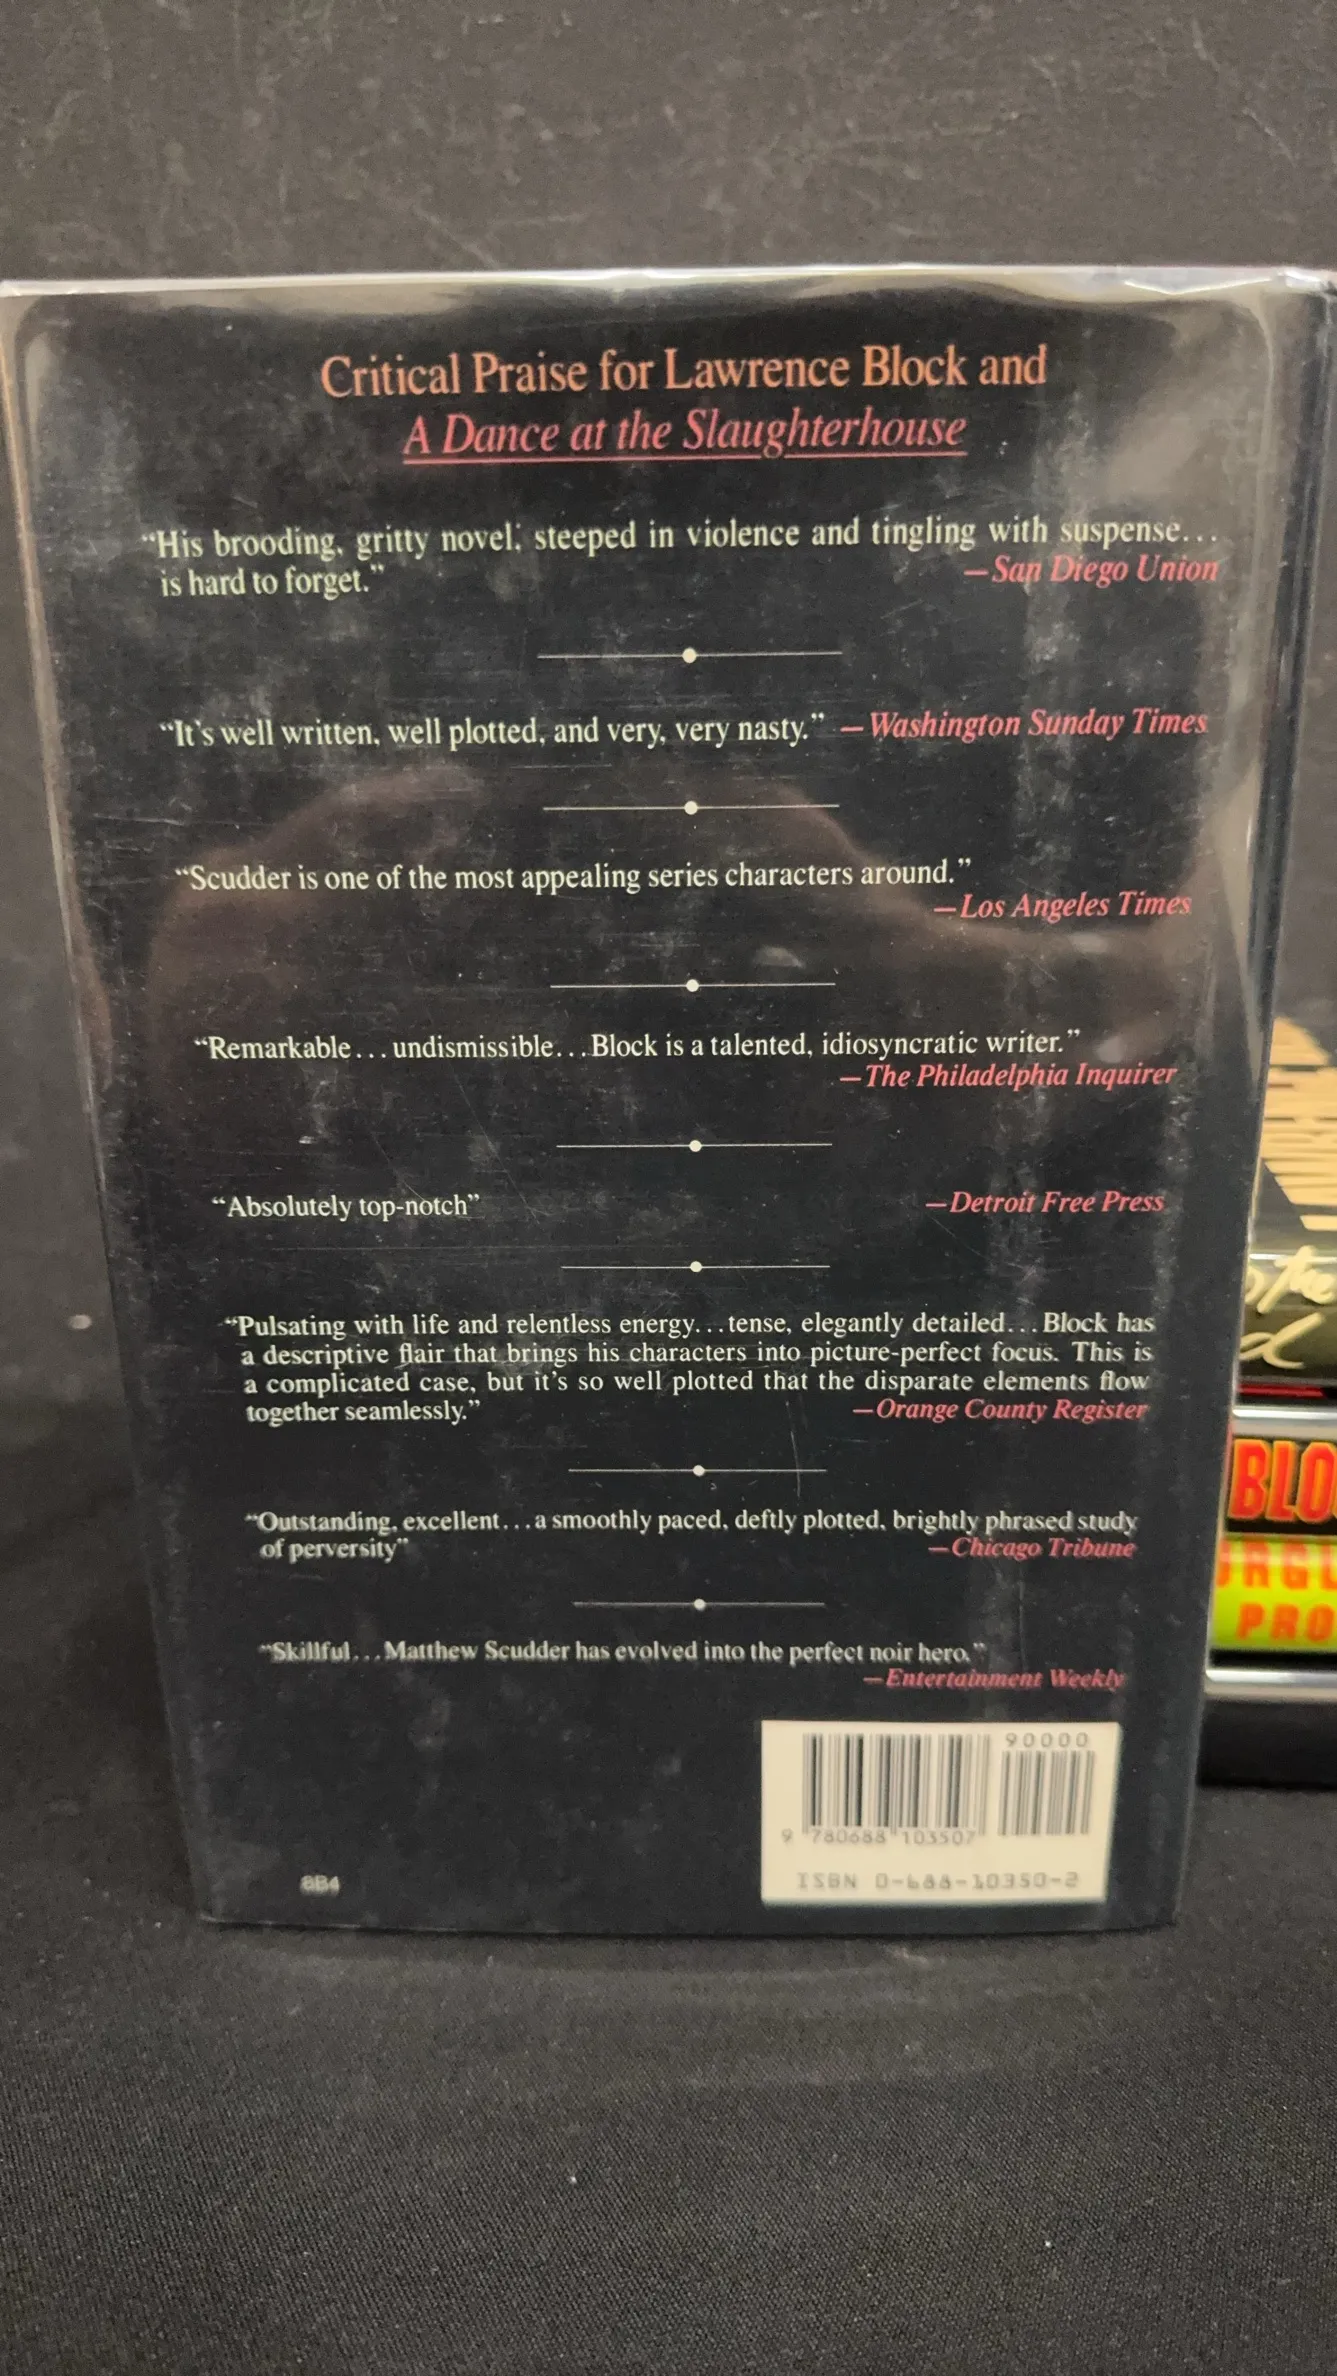 Critical Praise for Lawrence Block and
A Dance at the Slaughterhouse
“His brooding, gritty novel, steeped in violence and tingling with suspense...
is hard to forget.” —San Diego Union
“It’s well written, well plotted, and very, very nasty.” —Washington Sunday Times
“Scudder is one of the most appealing series characters around.”
—Los Angeles Times
“Remarkable...undismissible...Block is a talented, idiosyncratic writer.”
—The Philadelphia Inquirer
“Absolutely top-notch” —Detroit Free Press
“Pulsating with life and relentless energy...tense, elegantly detailed...Block has
a descriptive flair that brings his characters into picture-perfect focus. This is
a complicated case, but it’s so well plotted that the disparate elements flow
together seamlessly.” —Orange County Register
“Outstanding, excellent...a smoothly paced, deftly plotted, brightly phrased study
of perversity” —Chicago Tribune
“Skillful...Matthew Scudder has evolved into the perfect noir hero.”
—Entertainment Weekly
90000
9 780688 103507
ISBN 0-688-10350-2
8B4
the
d
BLO
URGL
PRO